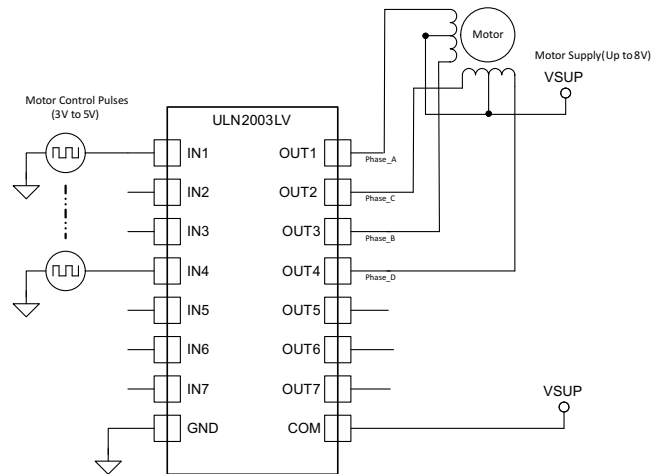 Motor
Motor Supply(Up to 8V)
VSUP
Motor Control Pulses
(3V to 5V)
ULN2003LV
IN1
OUT1
Phase_A
IN2
OUT2
Phase_C
IN3
OUT3
Phase_B
IN4
OUT4
Phase_D
IN5
OUT5
IN6
OUT6
IN7
OUT7
VSUP
GND
COM